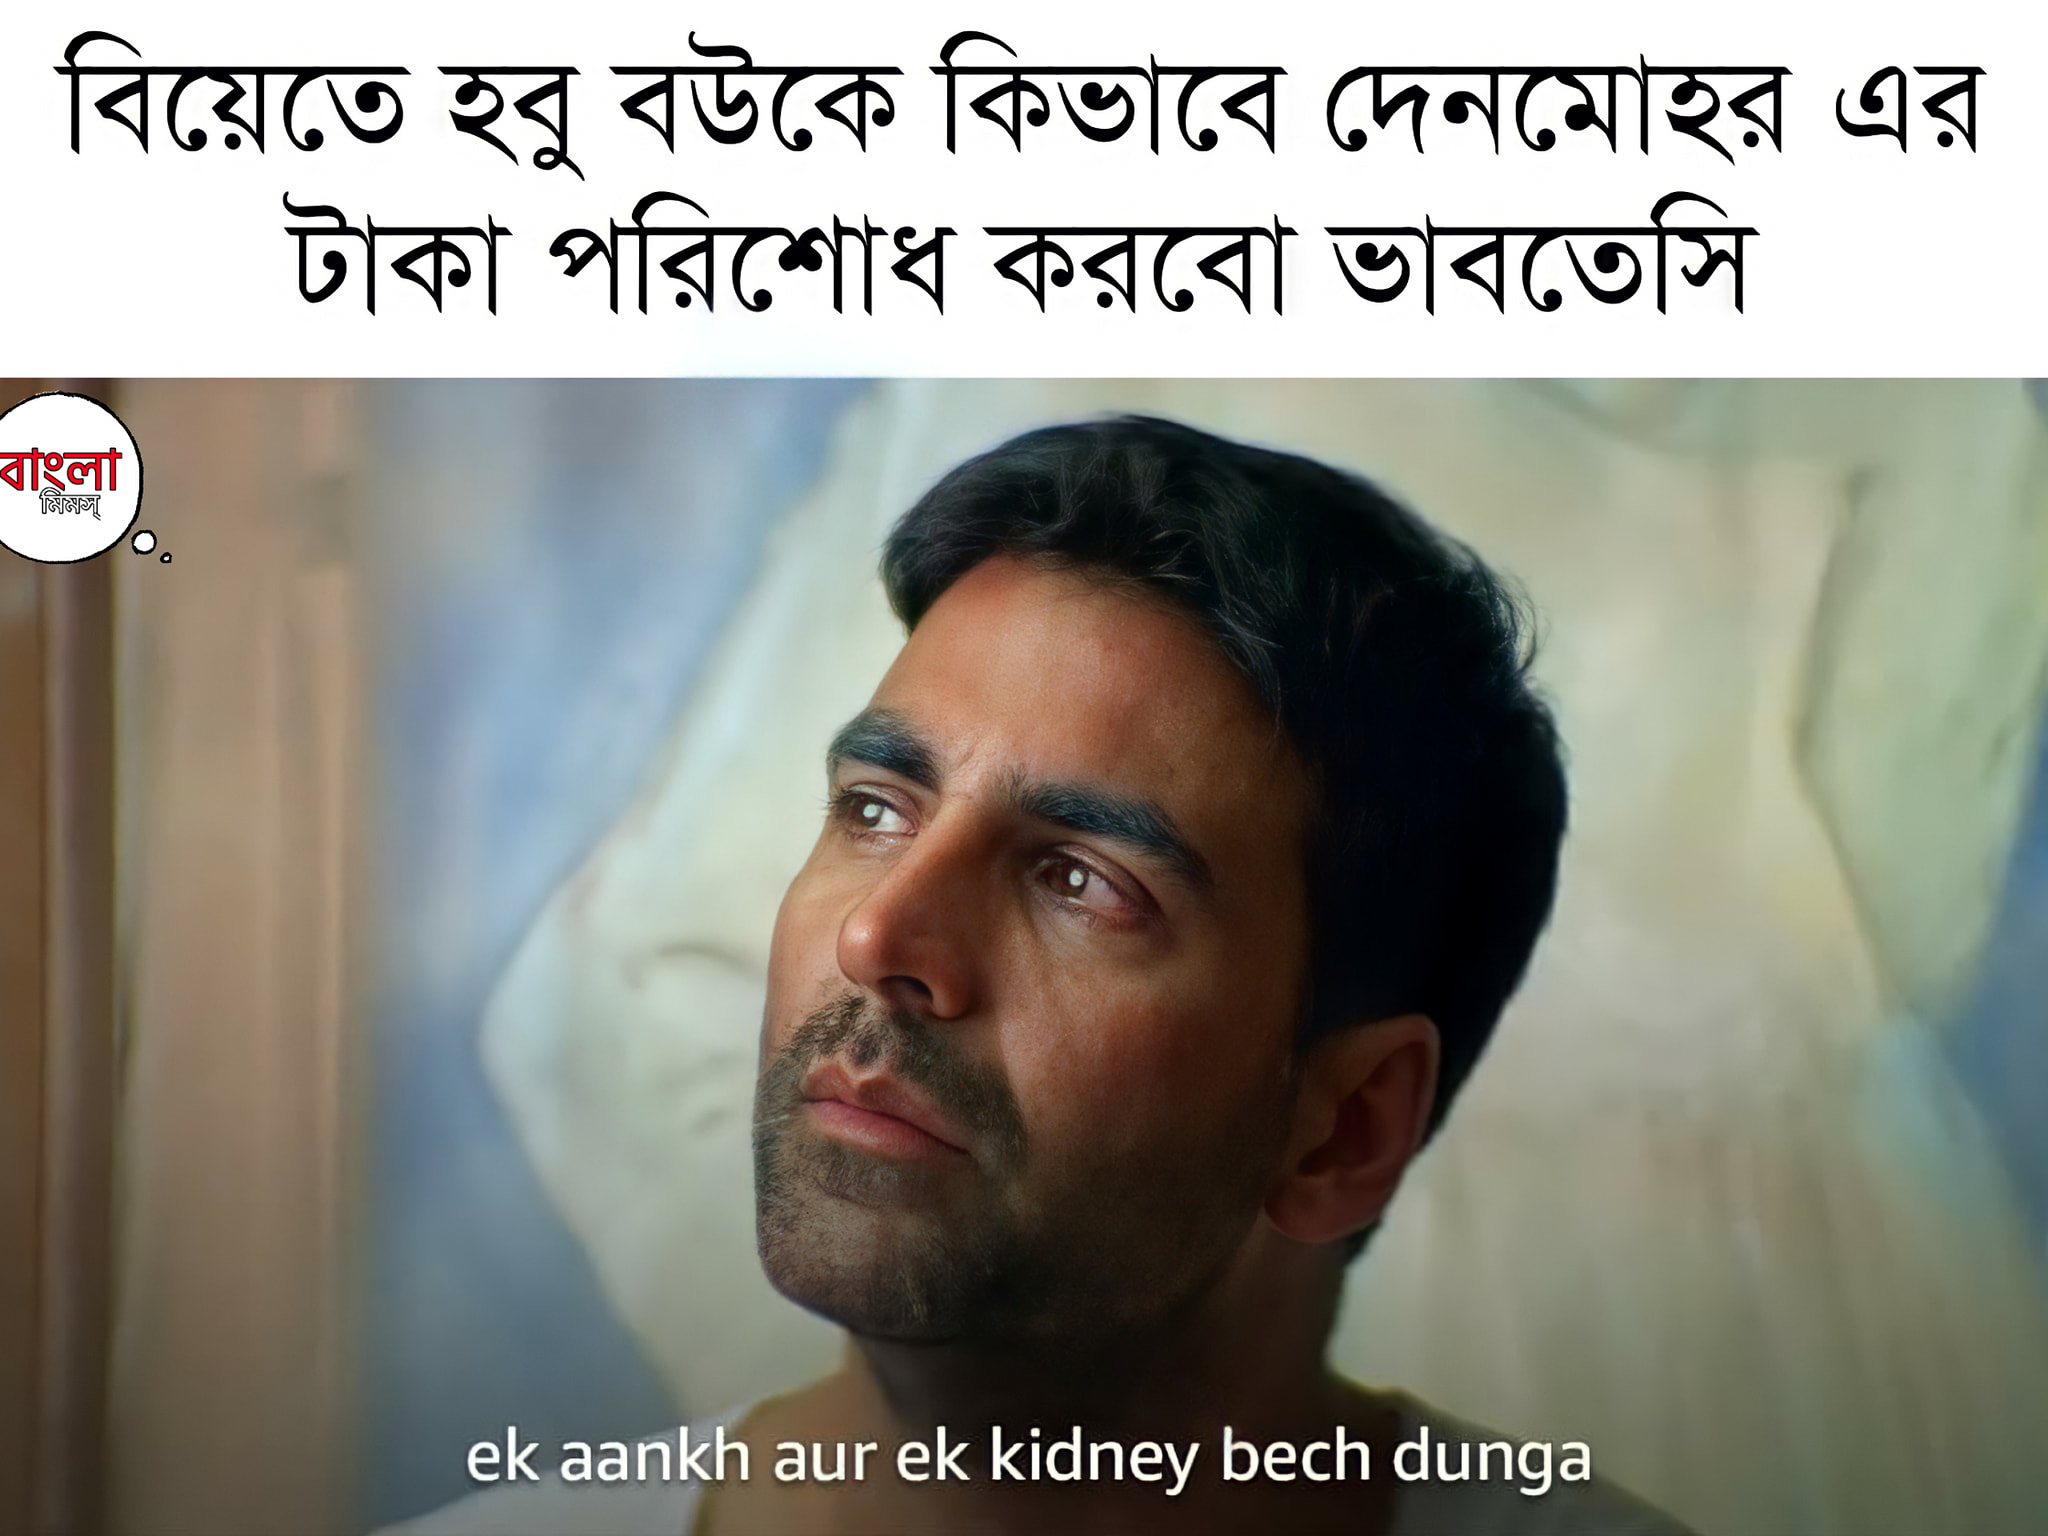 বিয়েতে হবু বউকে কিভাবে দেনমোহর এর
টাকা পরিশোধ করবো ভাবতেসি
বাংলা
মিমস্
ek aankh aur ek kidney bech dunga